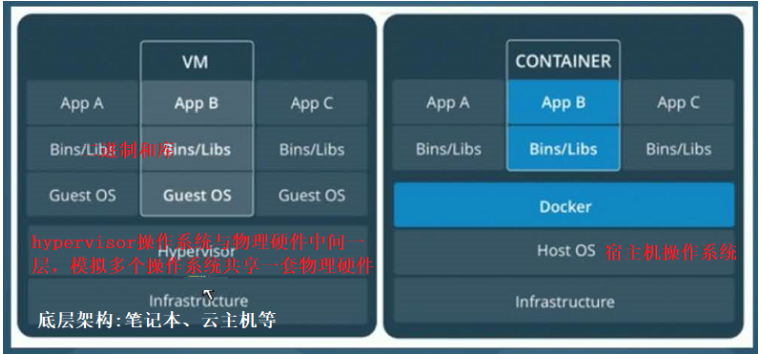 VM
App A App B App C
Bins/Libs Bins/Libs Bins/Libs
进制和库
Guest OS Guest OS Guest OS
hypervisor操作系统与物理硬件中间一
层，模拟多个操作系统共享一套物理硬件
Hypervisor
Infrastructure
底层架构:笔记本、云主机等
CONTAINER
App A App B App C
Bins/Libs Bins/Libs Bins/Libs
Docker
Host OS 宿主机操作系统
Infrastructure